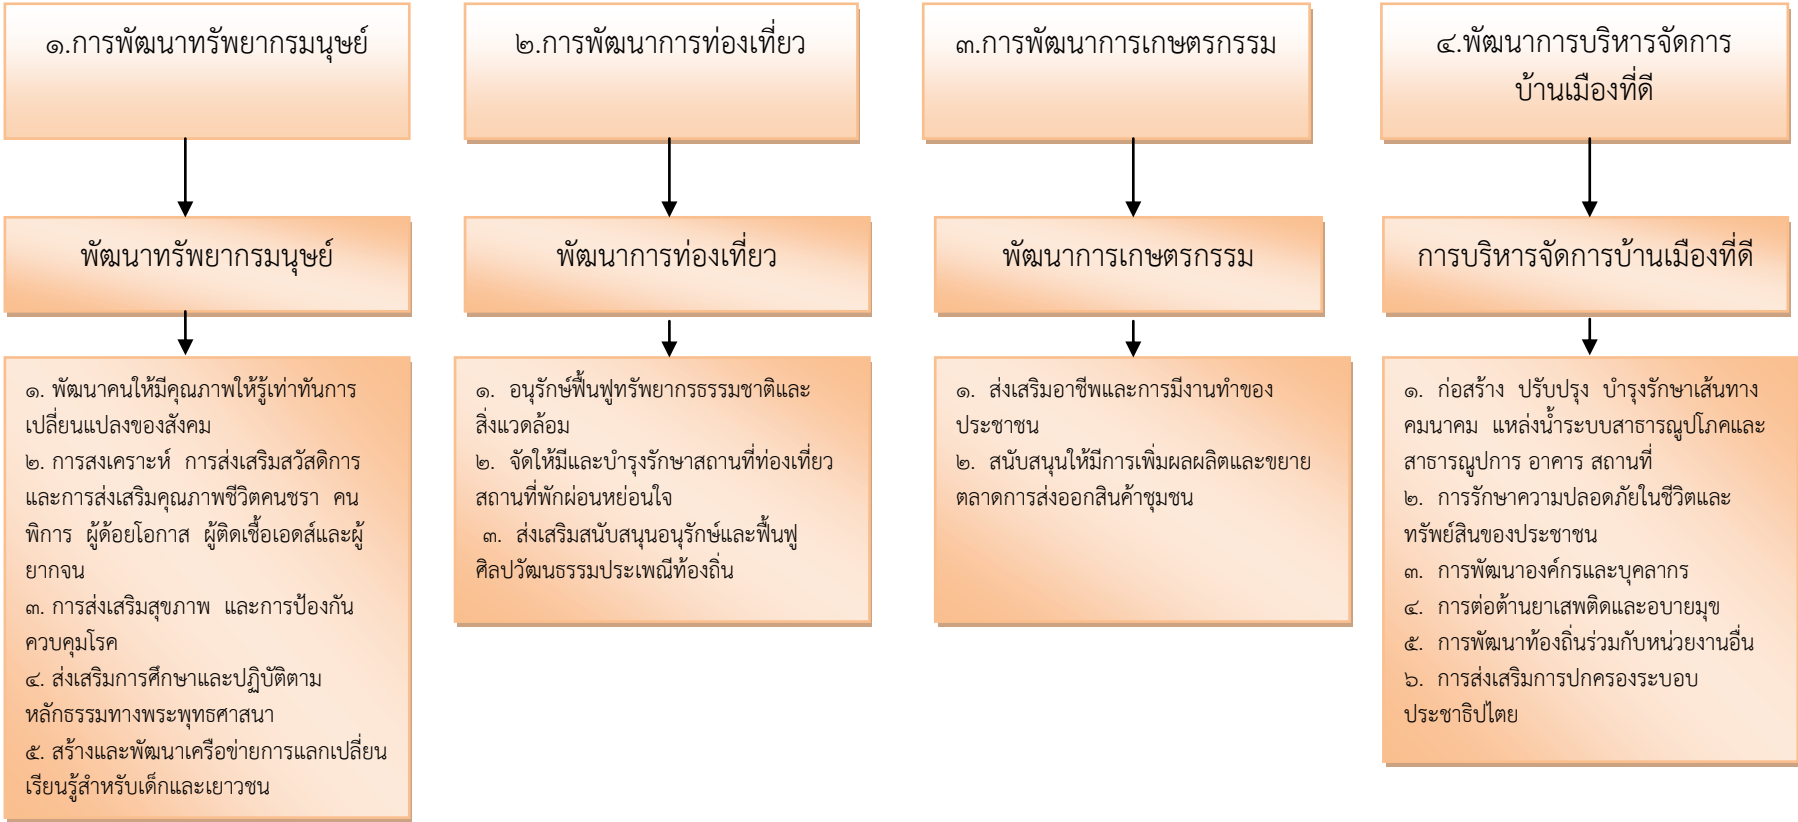 ๑.การพัฒนาทรัพยากรมนุษย์
๒.การพัฒนาการท่องเที่ยว
๓.การพัฒนาการเกษตรกรรม
๔.พัฒนาการบริหารจัดการ
บ้านเมืองที่ดี
พัฒนาทรัพยากรมนุษย์
พัฒนาการท่องเที่ยว
พัฒนาการเกษตรกรรม
การบริหารจัดการบ้านเมืองที่ดี
๑. พัฒนาคนให้มีคุณภาพให้รู้เท่าทันการ
เปลี่ยนแปลงของสังคม
๒. การสงเคราะห์ การส่งเสริมสวัสดิการ
และการส่งเสริมคุณภาพชีวิตคนชรา คน
พิการ ผู้ด้อยโอกาส ผู้ติดเชื้อเอดส์และผู้
ยากจน
๓. การส่งเสริมสุขภาพ และการป้องกัน
ควบคุมโรค
๔. ส่งเสริมการศึกษาและปฏิบัติตาม
หลักธรรมทางพระพุทธศาสนา
๕. สร้างและพัฒนาเครือข่ายการแลกเปลี่ยน
เรียนรู้สำหรับเด็กและเยาวชน
๑. อนุรักษ์ฟื้นฟูทรัพยากรธรรมชาติและ
สิ่งแวดล้อม
๒. จัดให้มีและบำรุงรักษาสถานที่ท่องเที่ยว
สถานที่พักผ่อนหย่อนใจ
๓. ส่งเสริมสนับสนุนอนุรักษ์และฟื้นฟู
ศิลปวัฒนธรรมประเพณีท้องถิ่น
๑. ส่งเสริมอาชีพและการมีงานทำของ
ประชาชน
๒. สนับสนุนให้มีการเพิ่มผลผลิตและขยาย
ตลาดการส่งออกสินค้าชุมชน
๑. ก่อสร้าง ปรับปรุง บำรุงรักษาเส้นทาง
คมนาคม แหล่งน้ำระบบสาธารณูปโภคและ
สาธารณูปการ อาคาร สถานที่
๒. การรักษาความปลอดภัยในชีวิตและ
ทรัพย์สินของประชาชน
๓. การพัฒนาองค์กรและบุคลากร
๔. การต่อต้านยาเสพติดและอบายมุข
๕. การพัฒนาท้องถิ่นร่วมกับหน่วยงานอื่น
๖. การส่งเสริมการปกครองระบอบ
ประชาธิปไตย